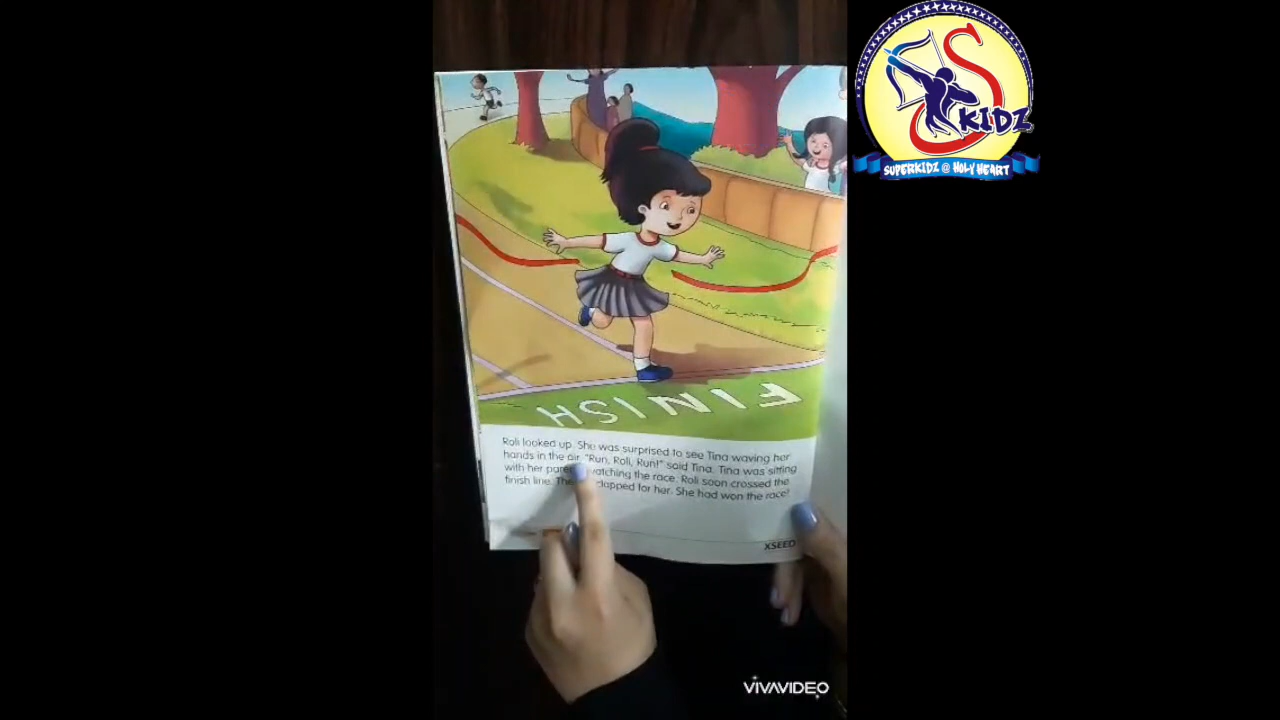 S
KIDZ
SUPERKIDZ @ HOLY HEART
FINISH
Roli looked up. She was surprised to see Tina waving her
hands in the air. "Run, Roli, Run!" said Tina. Tina was sitting
with her watching the race. Roli soon crossed the
finish line. clapped for her. She had won the race!
XSEED
VIVAVIDEO